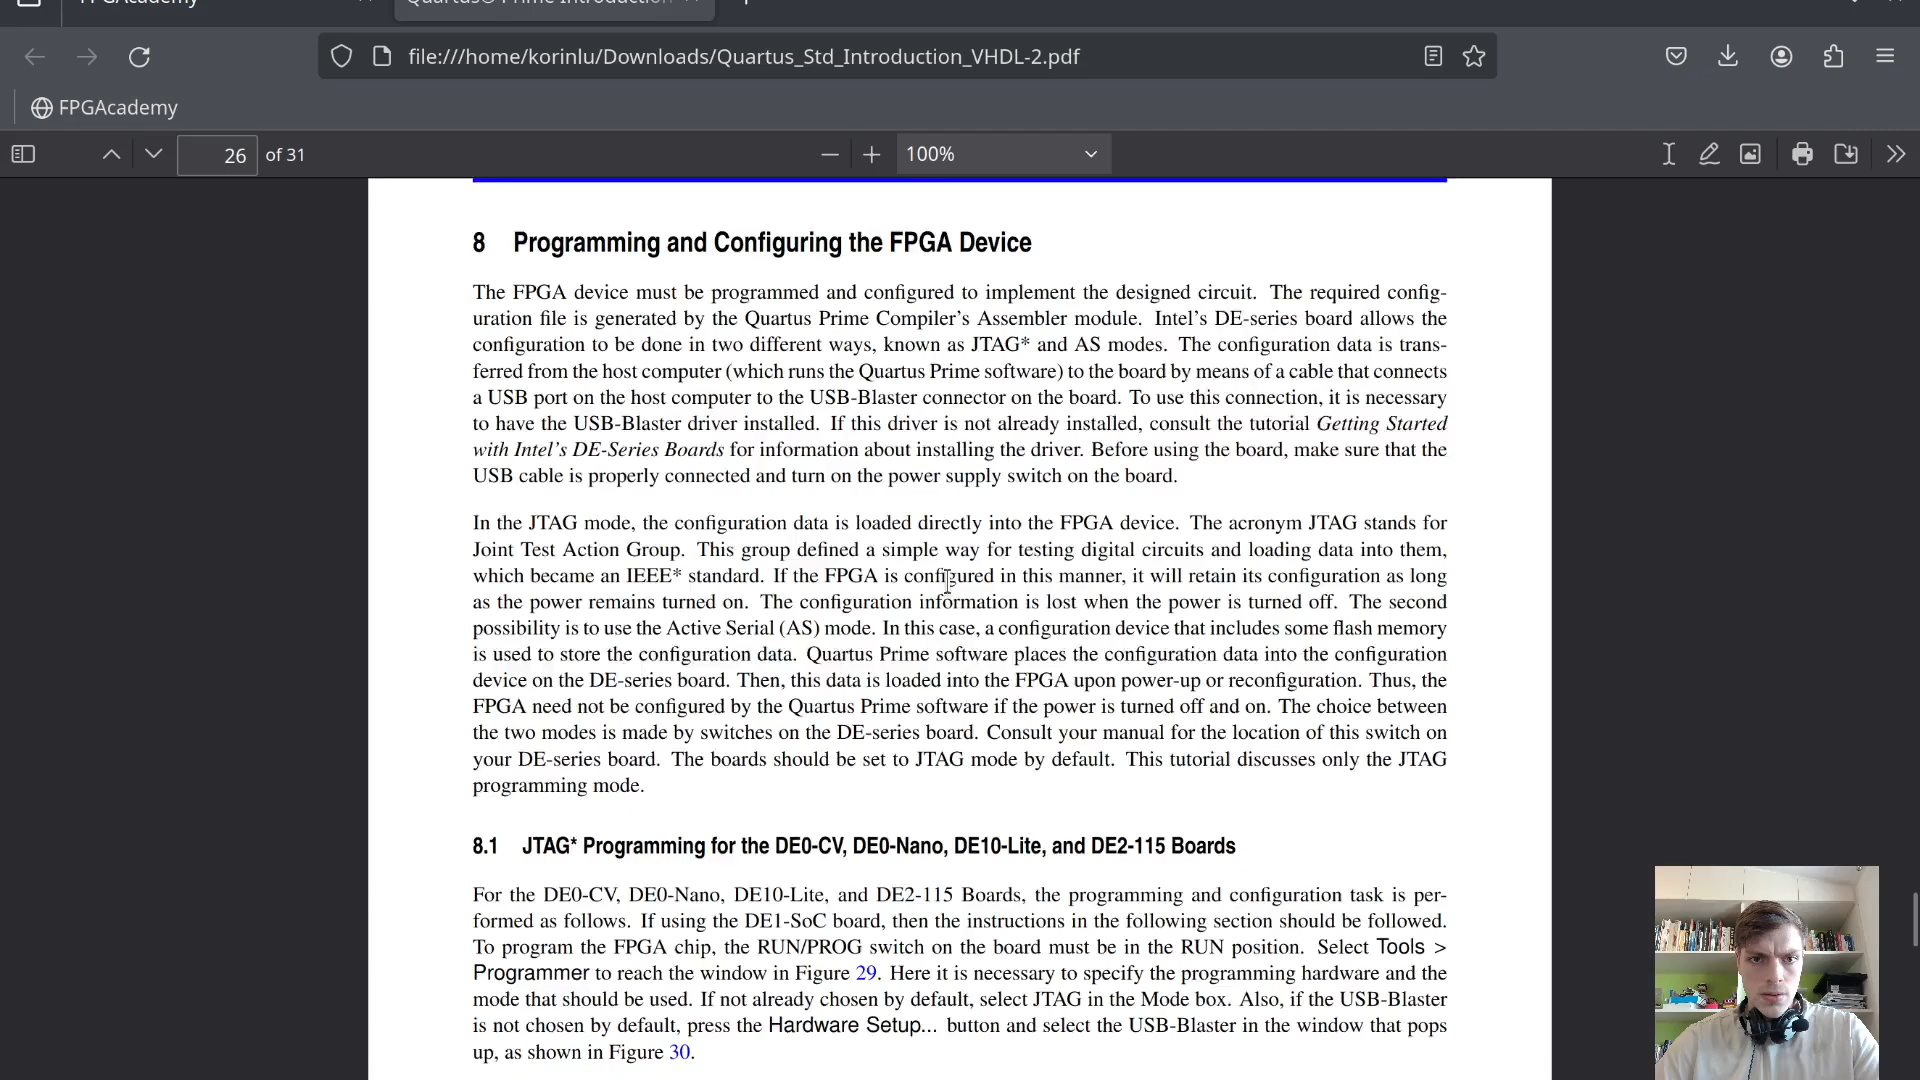 file:///home/korinlu/Downloads/Quartus_Std_Introduction_VHDL-2.pdf
FPGAcademy
26 of 31
100%
8 Programming and Configuring the FPGA Device
The FPGA device must be programmed and configured to implement the designed circuit. The required config-
uration file is generated by the Quartus Prime Compiler's Assembler module. Intel's DE-series board allows the
configuration to be done in two different ways, known as JTAG* and AS modes. The configuration data is trans-
ferred from the host computer (which runs the Quartus Prime software) to the board by means of a cable that connects
a USB port on the host computer to the USB-Blaster connector on the board. To use this connection, it is necessary
to have the USB-Blaster driver installed. If this driver is not already installed, consult the tutorial Getting Started
with Intel's DE-Series Boards for information about installing the driver. Before using the board, make sure that the
USB cable is properly connected and turn on the power supply switch on the board.
In the JTAG mode, the configuration data is loaded directly into the FPGA device. The acronym JTAG stands for
Joint Test Action Group. This group defined a simple way for testing digital circuits and loading data into them,
which became an IEEE* standard. If the FPGA is configured in this manner, it will retain its configuration as long
as the power remains turned on. The configuration information is lost when the power is turned off. The second
possibility is to use the Active Serial (AS) mode. In this case, a configuration device that includes some flash memory
is used to store the configuration data. Quartus Prime software places the configuration data into the configuration
device on the DE-series board. Then, this data is loaded into the FPGA upon power-up or reconfiguration. Thus, the
FPGA need not be configured by the Quartus Prime software if the power is turned off and on. The choice between
the two modes is made by switches on the DE-series board. Consult your manual for the location of this switch on
your DE-series board. The boards should be set to JTAG mode by default. This tutorial discusses only the JTAG
programming mode.
8.1 JTAG* Programming for the DE0-CV, DE0-Nano, DE10-Lite, and DE2-115 Boards
For the DE0-CV, DE0-Nano, DE10-Lite, and DE2-115 Boards, the programming and configuration task is per-
formed as follows. If using the DE1-SoC board, then the instructions in the following section should be followed.
To program the FPGA chip, the RUN/PROG switch on the board must be in the RUN position. Select Tools >
Programmer to reach the window in Figure 29. Here it is necessary to specify the programming hardware and the
mode that should be used. If not already chosen by default, select JTAG in the Mode box. Also, if the USB-Blaster
is not chosen by default, press the Hardware Setup... button and select the USB-Blaster in the window that pops
up, as shown in Figure 30.